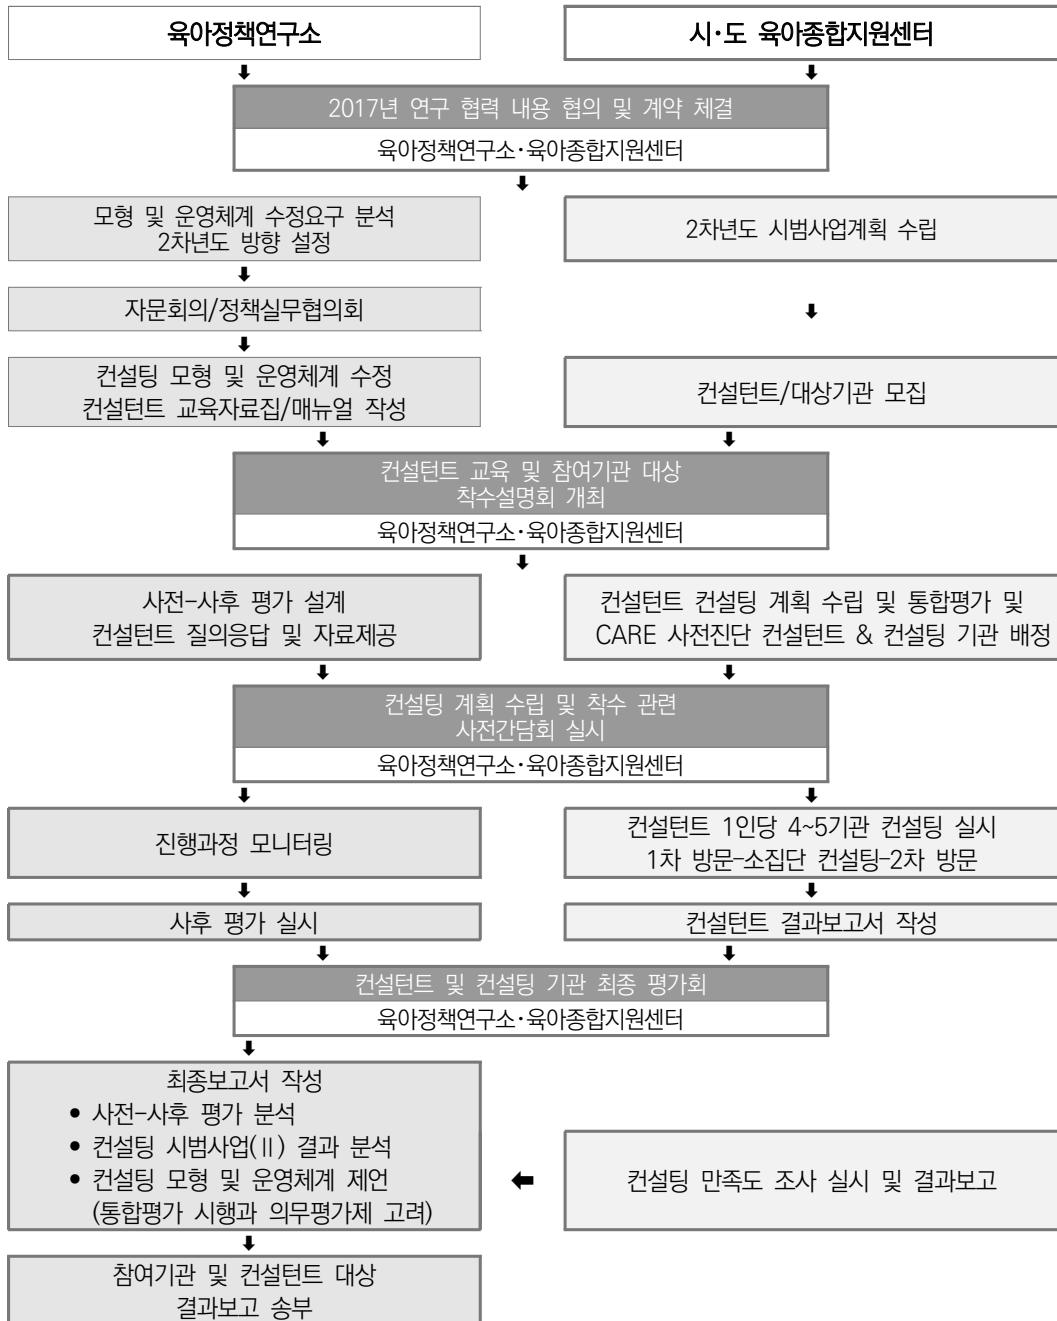 육아정책연구소
시·도 육아종합지원센터
2017년 연구 협력 내용 협의 및 계약 체결
육아정책연구소·육아종합지원센터
모형 및 운영체계 수정요구 분석
2차년도 방향 설정
2차년도 시범사업계획 수립
자문회의/정책실무협의회
컨설팅 모형 및 운영체계 수정
컨설턴트 교육자료집/매뉴얼 작성
컨설턴트/대상기관 모집
컨설턴트 교육 및 참여기관 대상
착수설명회 개최
육아정책연구소·육아종합지원센터
사전-사후 평가 설계
컨설턴트 질의응답 및 자료제공
컨설턴트 컨설팅 계획 수립 및 통합평가 및
CARE 사전진단 컨설턴트 & 컨설팅 기관 배정
컨설팅 계획 수립 및 착수 관련
사전간담회 실시
육아정책연구소·육아종합지원센터
진행과정 모니터링
컨설턴트 1인당 4~5기관 컨설팅 실시
1차 방문-소집단 컨설팅-2차 방문
사후 평가 실시
컨설턴트 결과보고서 작성
컨설턴트 및 컨설팅 기관 최종 평가회
육아정책연구소·육아종합지원센터
최종보고서 작성
• 사전-사후 평가 분석
• 컨설팅 시범사업(Ⅱ) 결과 분석
• 컨설팅 모형 및 운영체계 제언
(통합평가 시행과 의무평가제 고려)
컨설팅 만족도 조사 실시 및 결과보고
참여기관 및 컨설턴트 대상
결과보고 송부